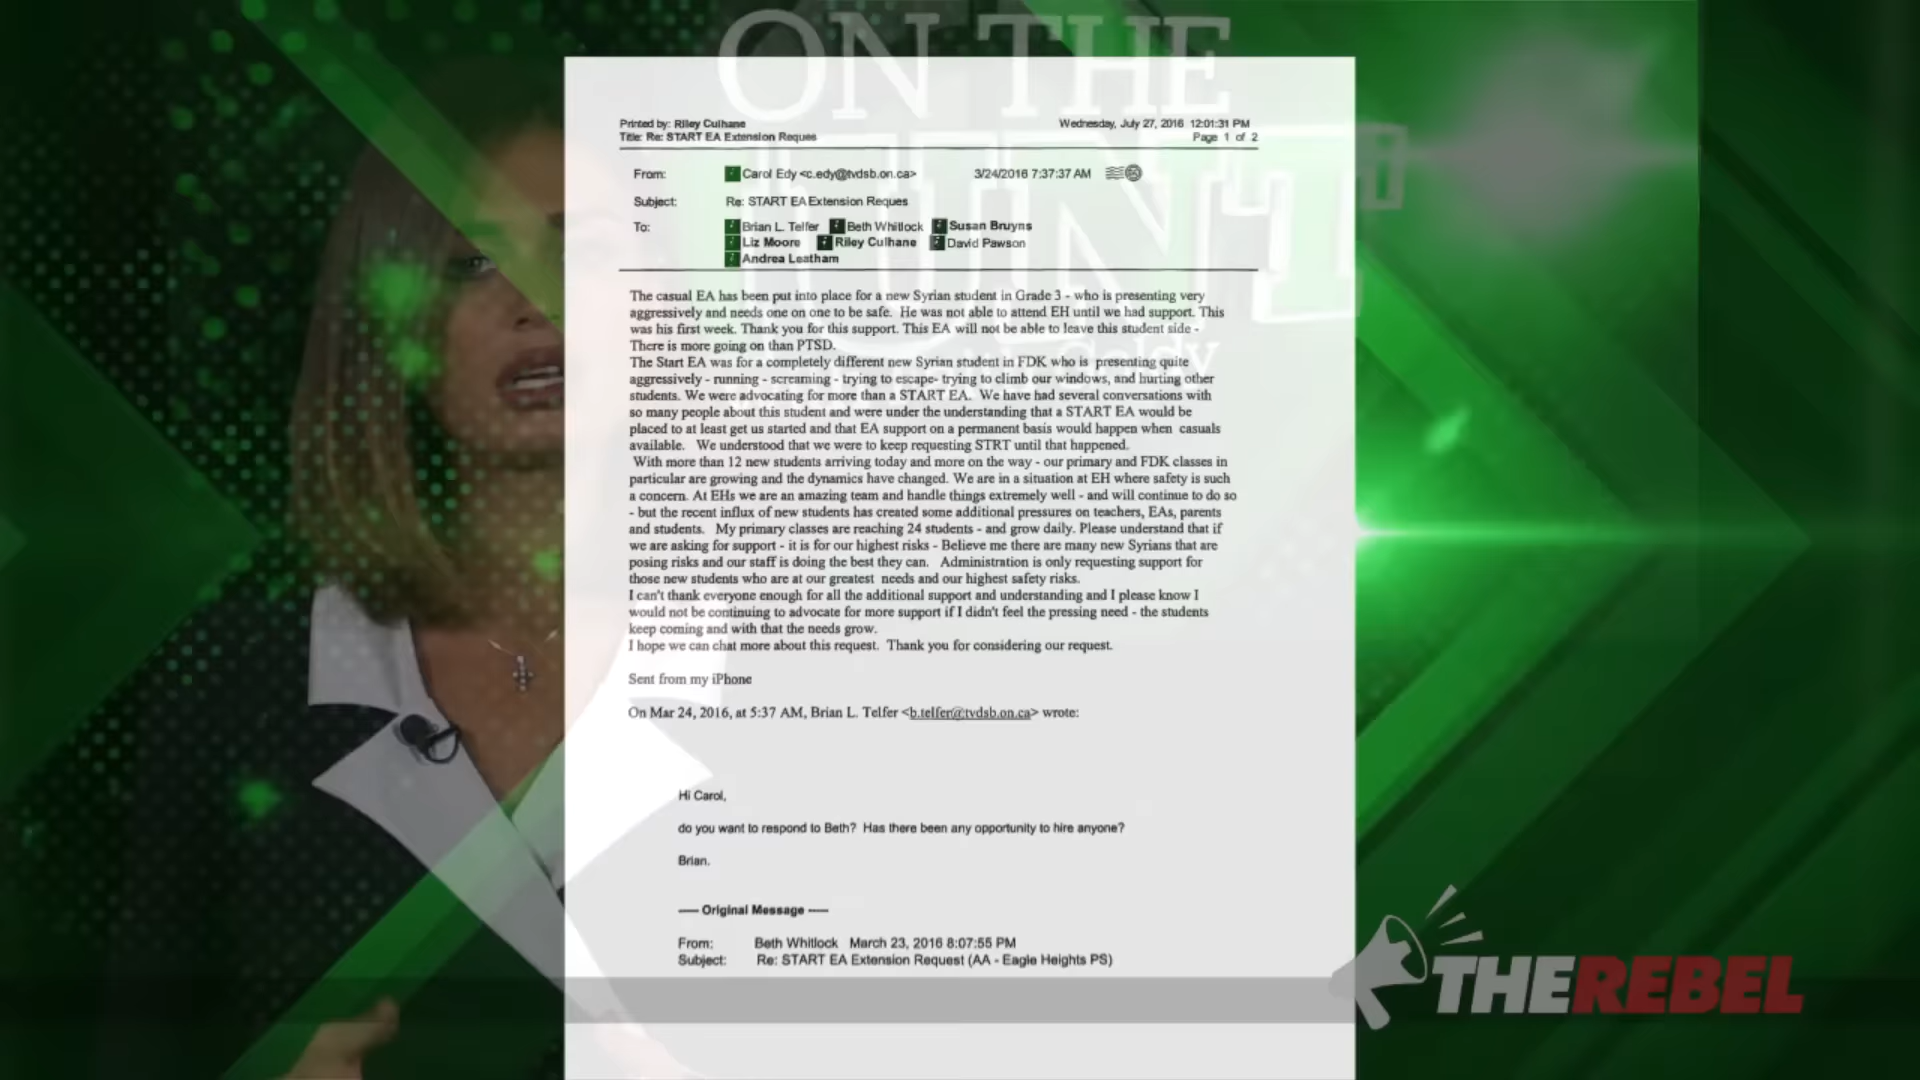 ON THE
HUNT
Printed by: Riley Culhane
Wednesday, July 27, 2016 12:01:31 PM
Title: Re: START EA Extension Reques
Page 1 of 2
From: Carol Edy <c.edy@tvdsb.on.ca> 3/24/2016 7:37:37 AM
Subject: Re: START EA Extension Reques
To: Brian L. Telfer Beth Whitlock Susan Bruyns
Liz Moore Riley Culhane David Pawson
Andrea Leatham
The casual EA has been put into place for a new Syrian student in Grade 3 - who is presenting very
aggressively and needs one on one to be safe. He was not able to attend EH until we had support. This
was his first week. Thank you for this support. This EA will not be able to leave this student side -
There is more going on than PTSD.
The Start EA was for a completely different new Syrian student in FDK who is presenting quite
aggressively - running - screaming - trying to escape- trying to climb our windows, and hurting other
students. We were advocating for more than a START EA. We have had several conversations with
so many people about this student and were under the understanding that a START EA would be
placed to at least get us started and that EA support on a permanent basis would happen when casuals
available. We understood that we were to keep requesting STRT until that happened.
With more than 12 new students arriving today and more on the way - our primary and FDK classes in
particular are growing and the dynamics have changed. We are in a situation at EH where safety is such
a concern. At EHs we are an amazing team and handle things extremely well - and will continue to do so
- but the recent influx of new students has created some additional pressures on teachers, EAs, parents
and students. My primary classes are reaching 24 students - and grow daily. Please understand that if
we are asking for support - it is for our highest risks - Believe me there are many new Syrians that are
posing risks and our staff is doing the best they can. Administration is only requesting support for
those new students who are at our greatest needs and our highest safety risks.
I can't thank everyone enough for all the additional support and understanding and I please know I
would not be continuing to advocate for more support if I didn't feel the pressing need - the students
keep coming and with that the needs grow.
I hope we can chat more about this request. Thank you for considering our request.
Sent from my iPhone
On Mar 24, 2016, at 5:37 AM, Brian L. Telfer <b.telfer@tvdsb.on.ca> wrote:
Hi Carol,
do you want to respond to Beth? Has there been any opportunity to hire anyone?
Brian.
---- Original Message ----
From: Beth Whitlock March 23, 2016 8:07:55 PM
Subject: Re: START EA Extension Request (AA - Eagle Heights PS)
THEREBEL